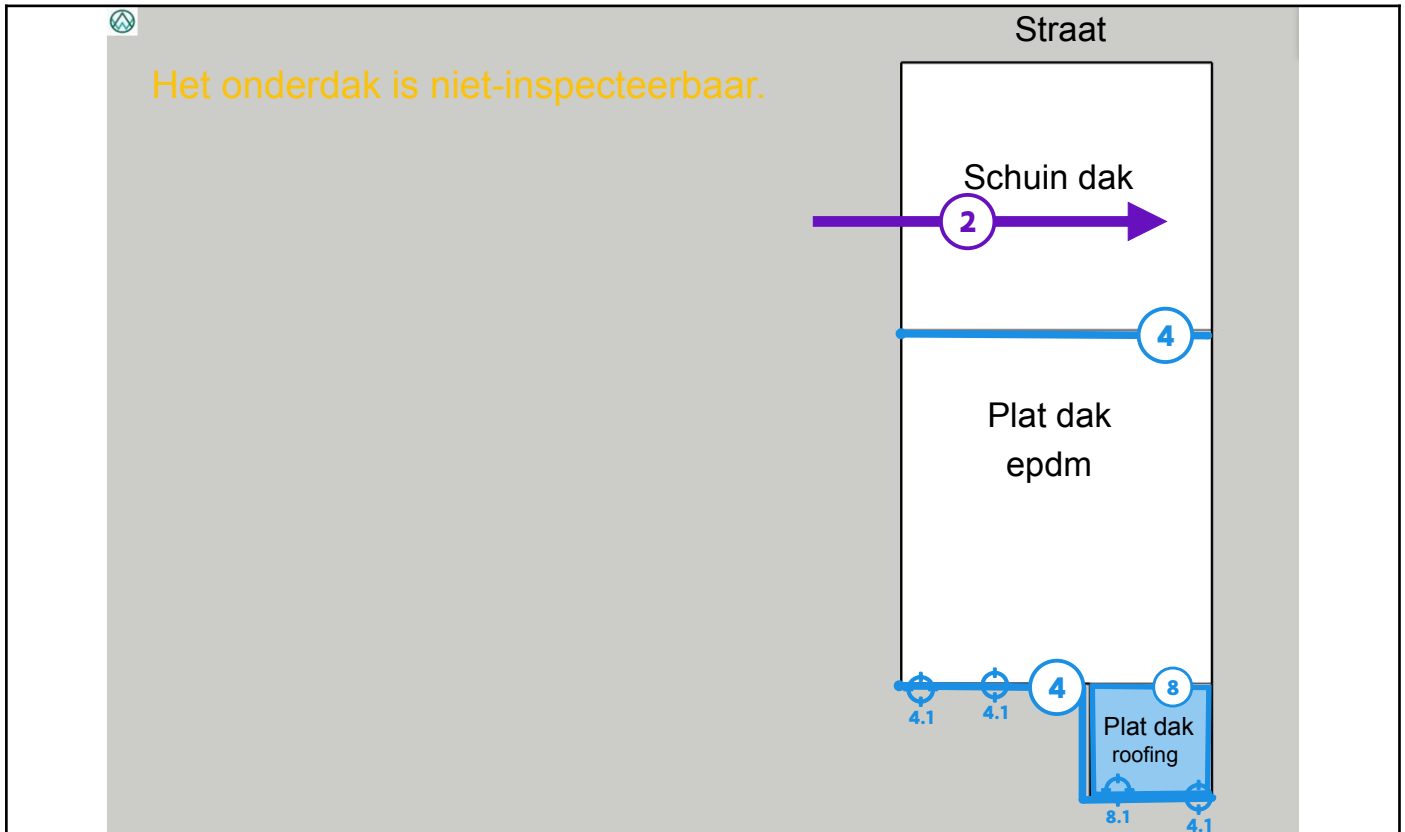 Straat
Het onderdak is niet-inspecteerbaar.
Schuin dak
2
4
Plat dak
epdm
4
8
4.1
4.1
Plat dak
roofing
8.1
4.1